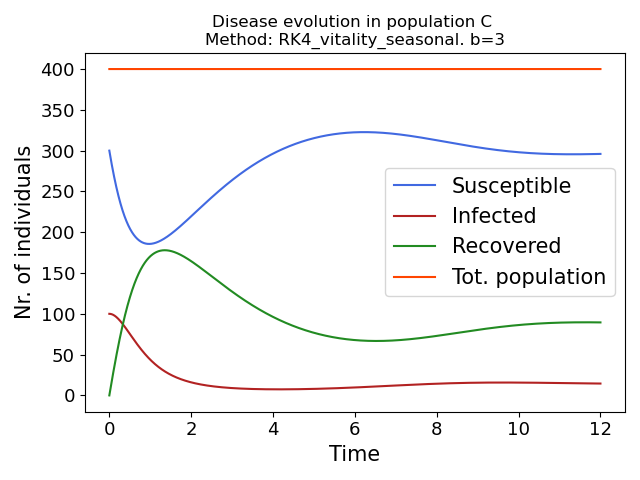 Disease evolution in population C
Method: RK4_vitality_seasonal. b=3
400
350
300
250
200
150
100
50
0
Nr. of individuals
Susceptible
Infected
Recovered
Tot. population
0 2 4 6 8 10 12
Time